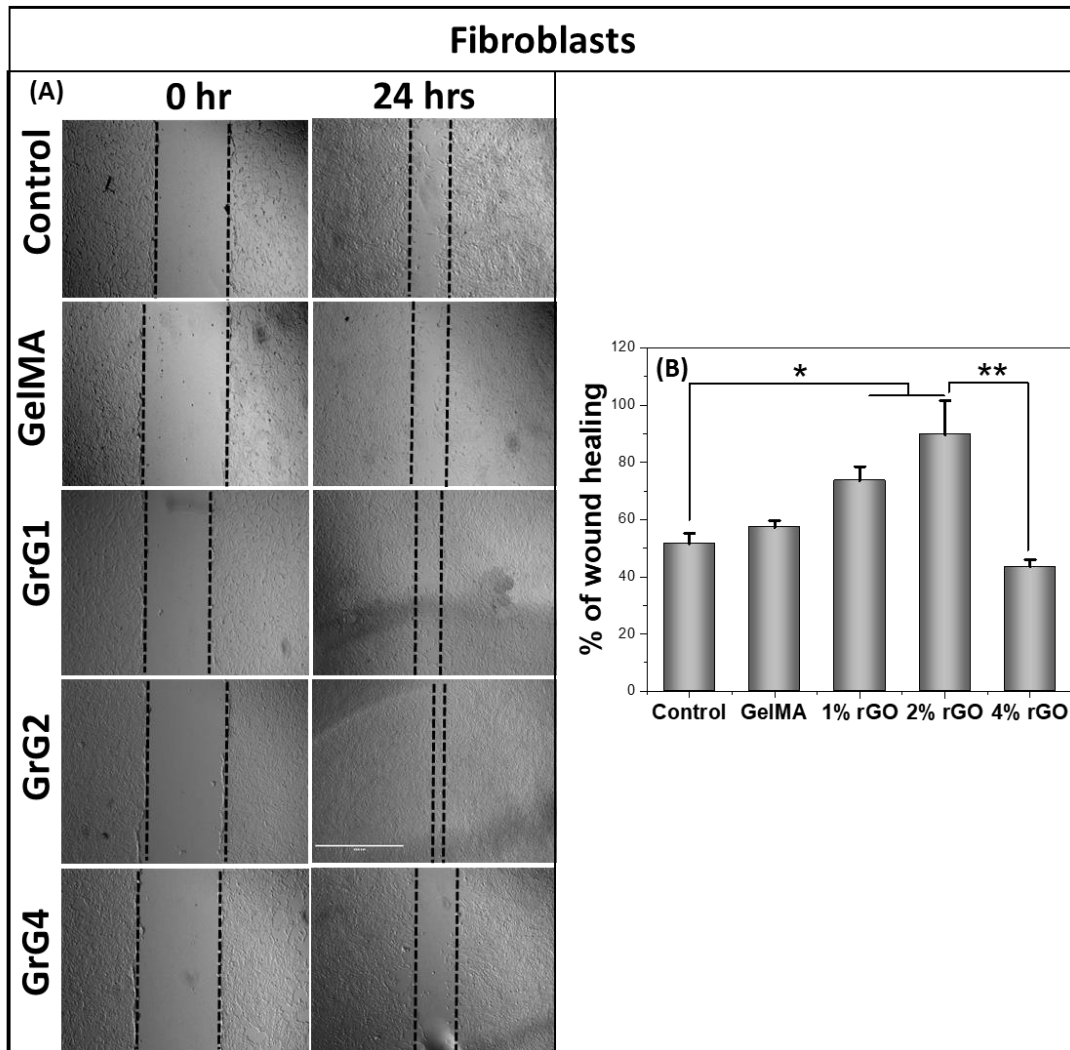 Fibroblasts
(A)
0 hr
24 hrs
Control
GelMA
GrG1
GrG2
GrG4
(B)
*
**
% of wound healing
120
100
80
60
40
20
0
Control GelMA 1% rGO 2% rGO 4% rGO